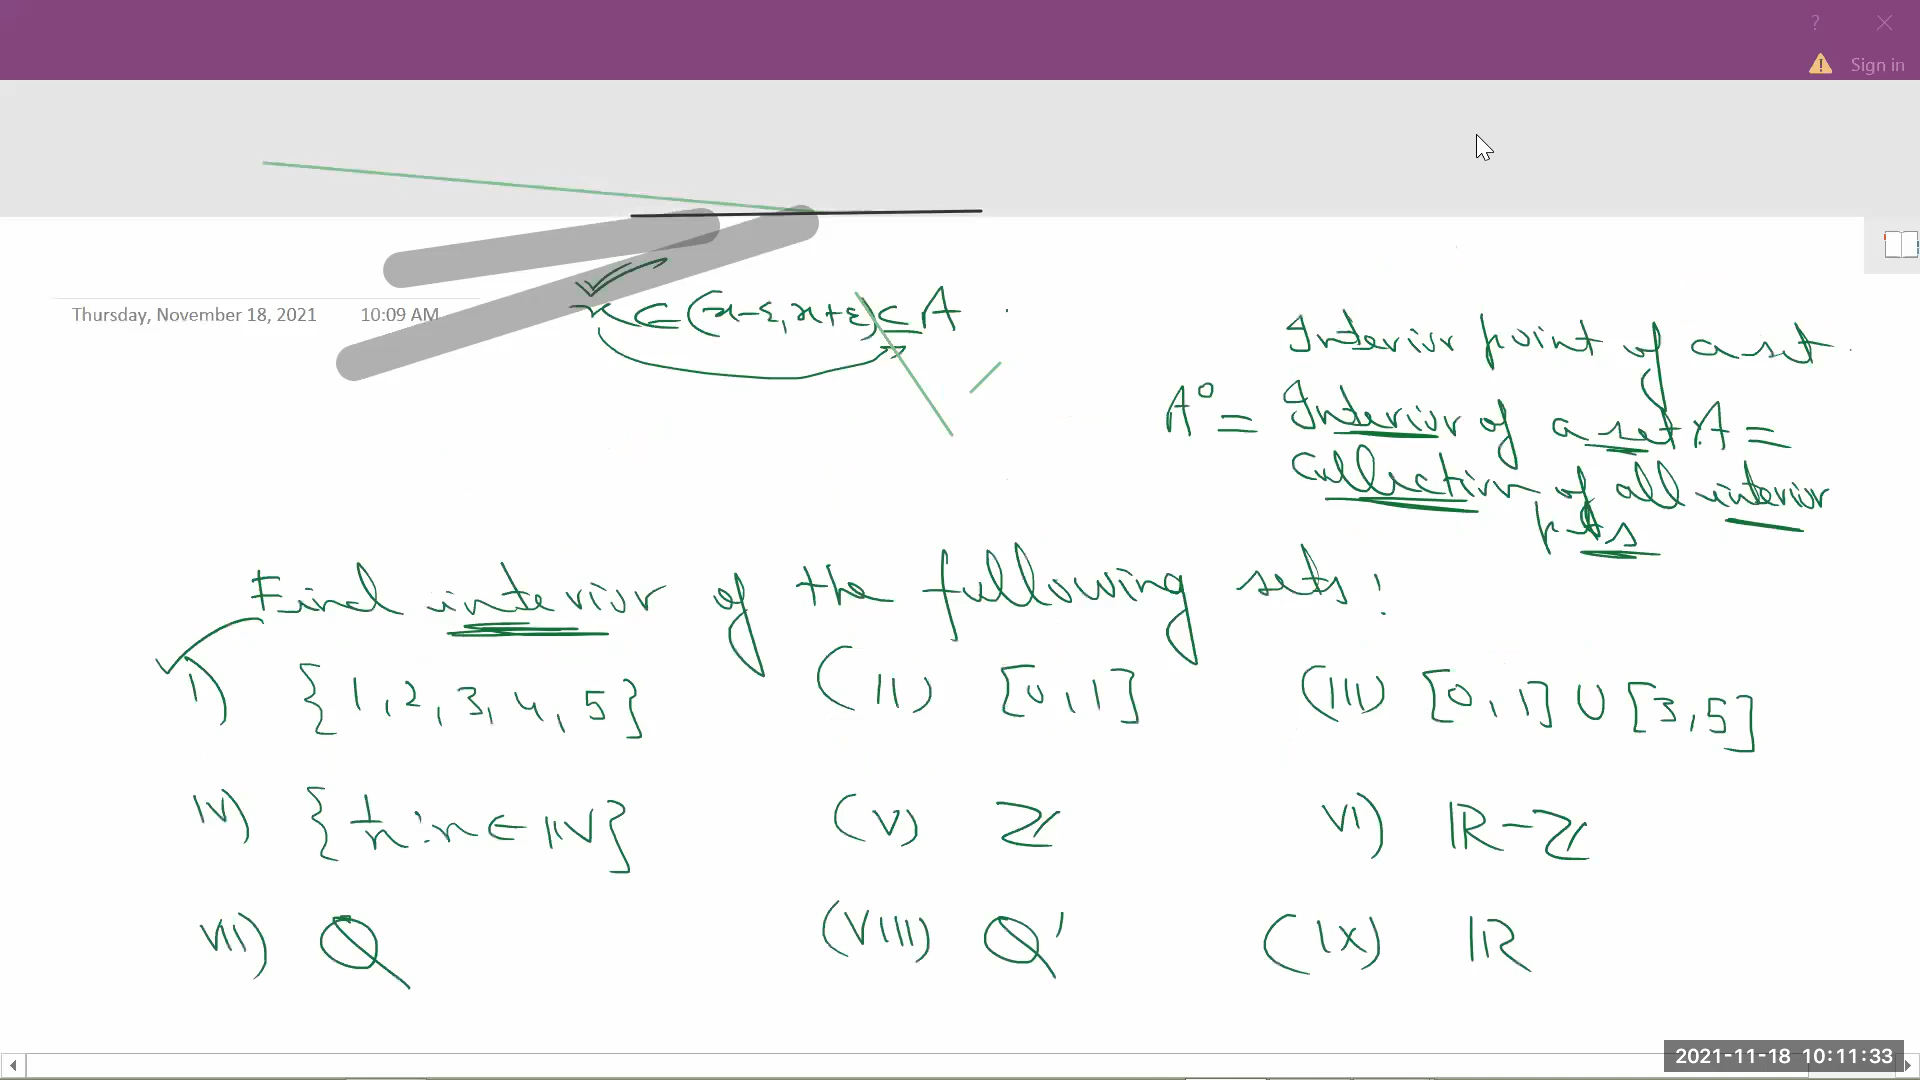 ?
Sign in
Thursday, November 18, 2021 10:09 AM
x ∈ (x-ε, x+ε) ⊆ A
Interior point of a set
A° = Interior of a set A =
collection of all interior
pts
Find interior of the following sets:
I) {1, 2, 3, 4, 5} (II) [0, 1] (III) [0, 1] ∪ [3, 5]
IV) {1/n : n ∈ ℕ} (V) ℤ VI) ℝ - ℤ
VII) Q (VIII) Q' (IX) ℝ
2021-11-18 10:11:33